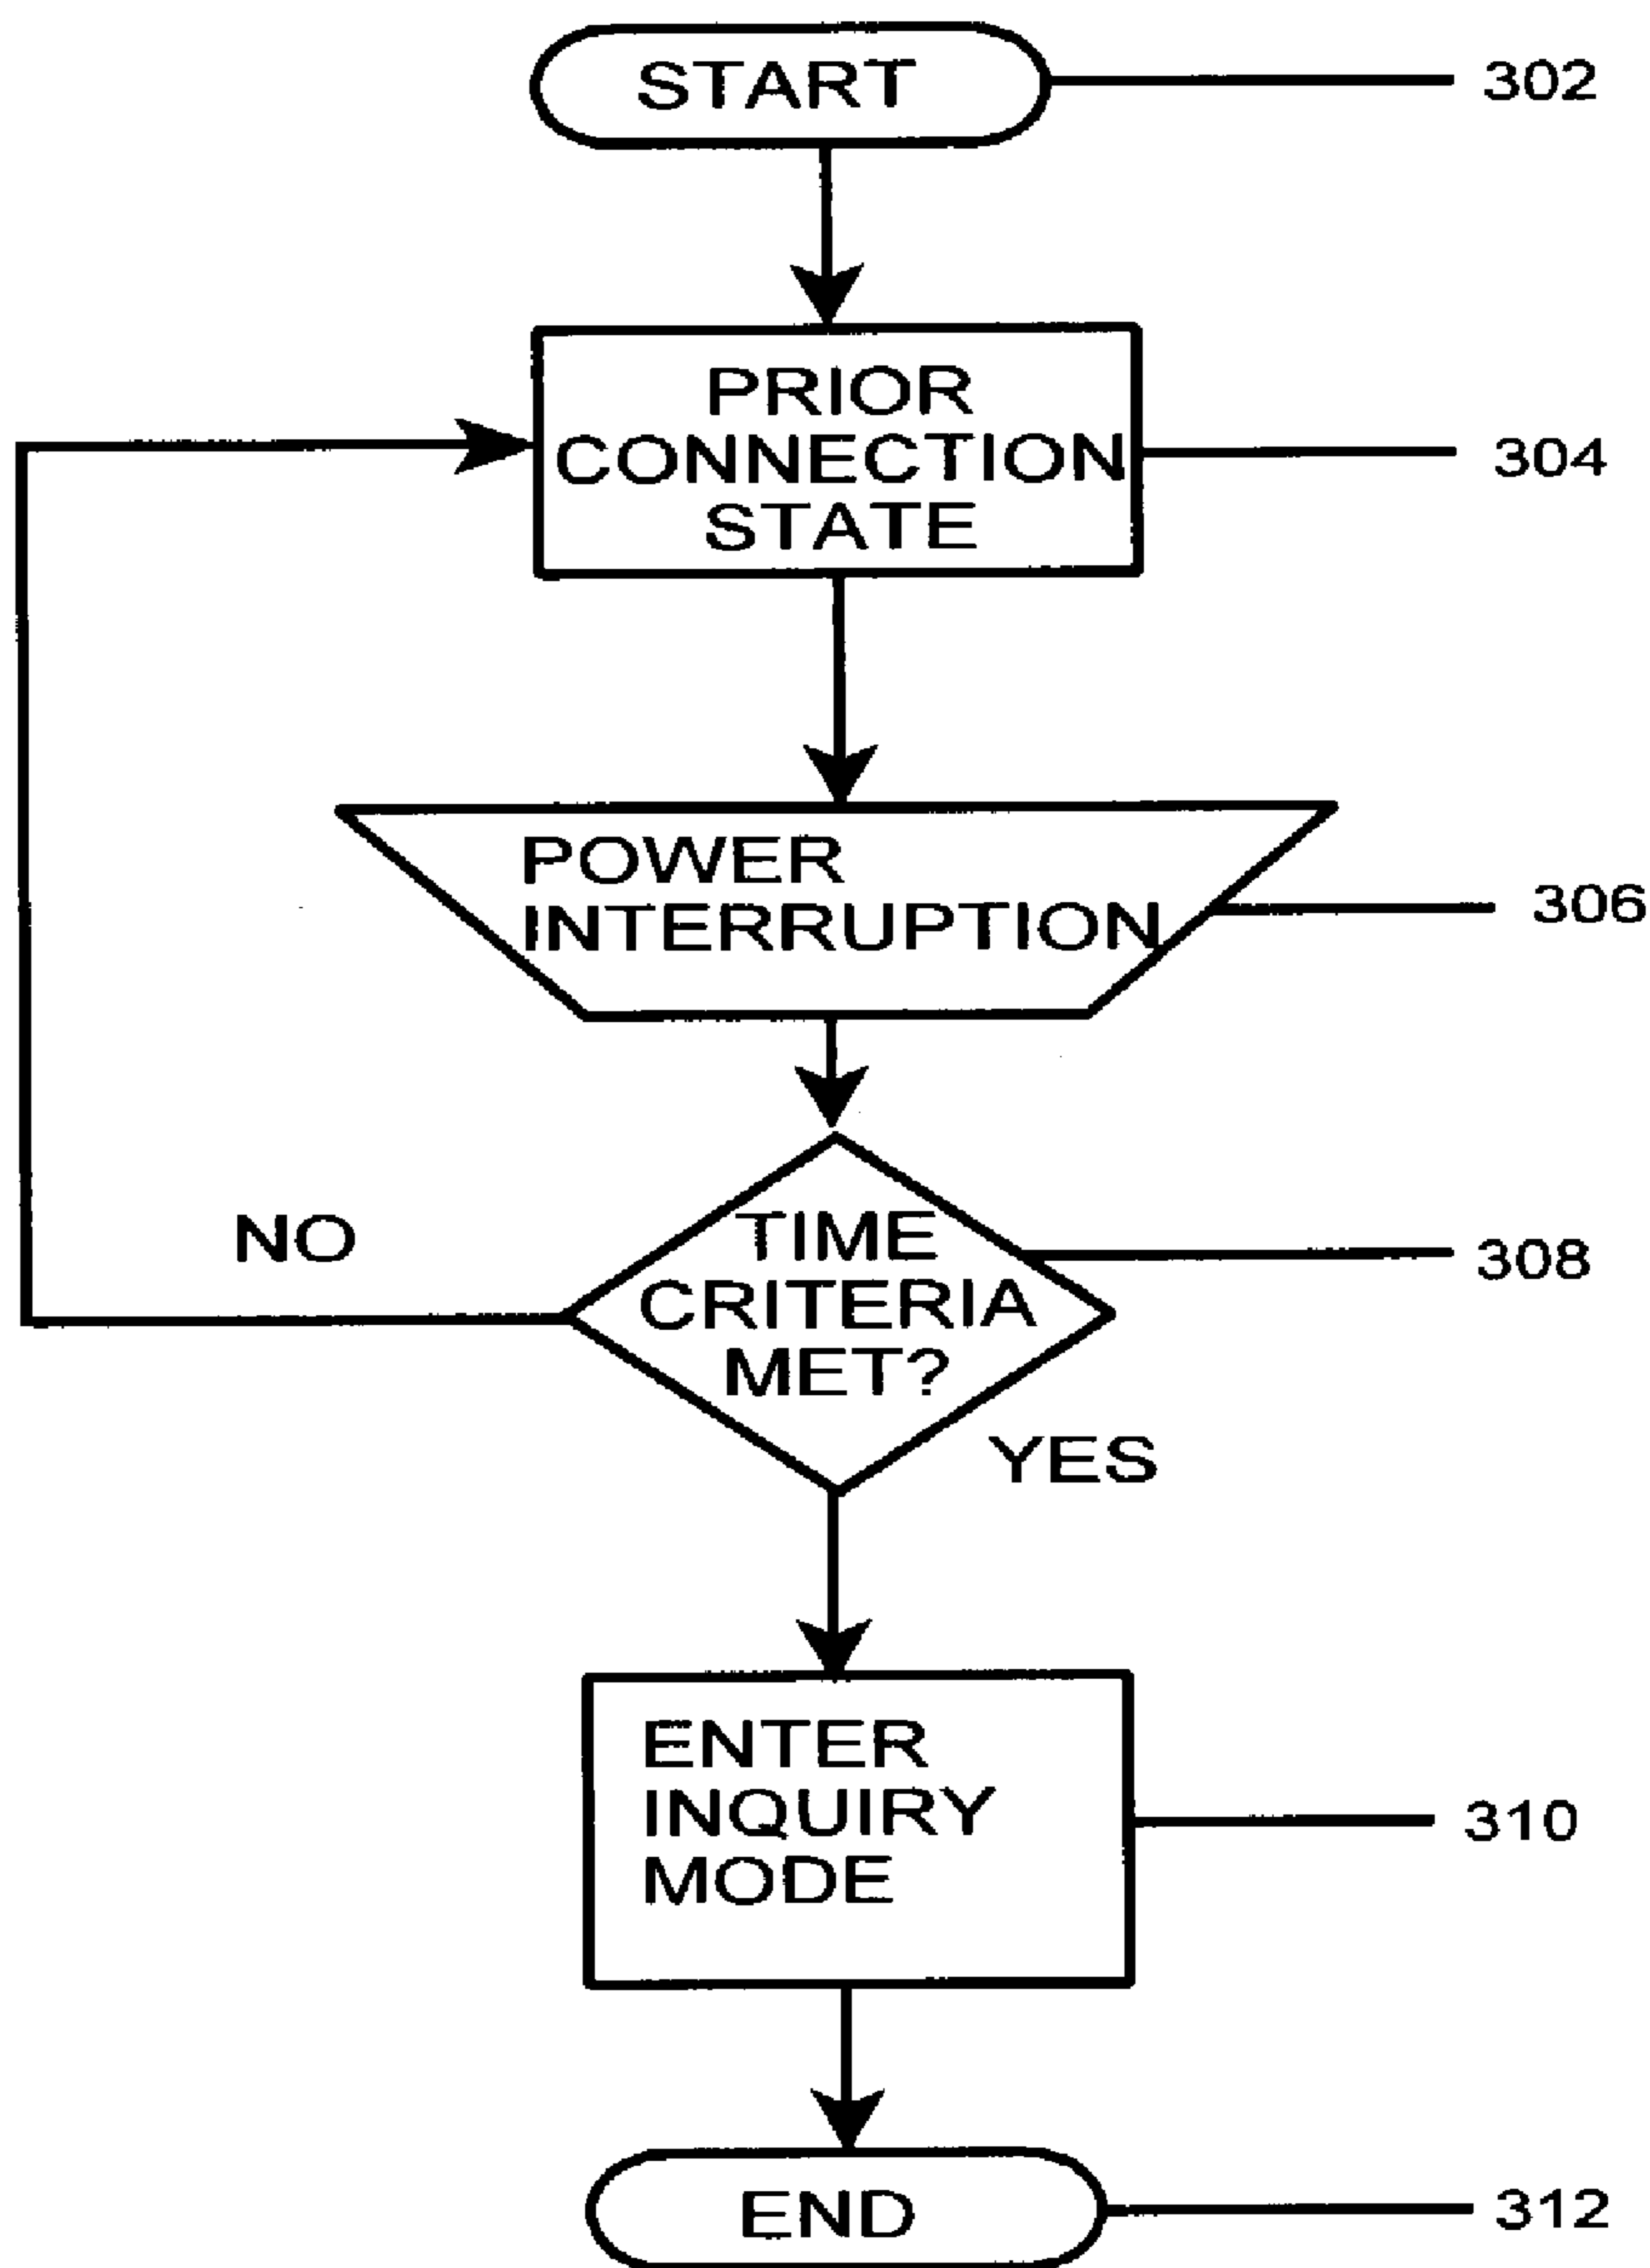 START
302
PRIOR
CONNECTION
STATE
304
POWER
INTERRUPTION
306
TIME
CRITERIA
MET?
308
NO
YES
ENTER
INQUIRY
MODE
310
END
312